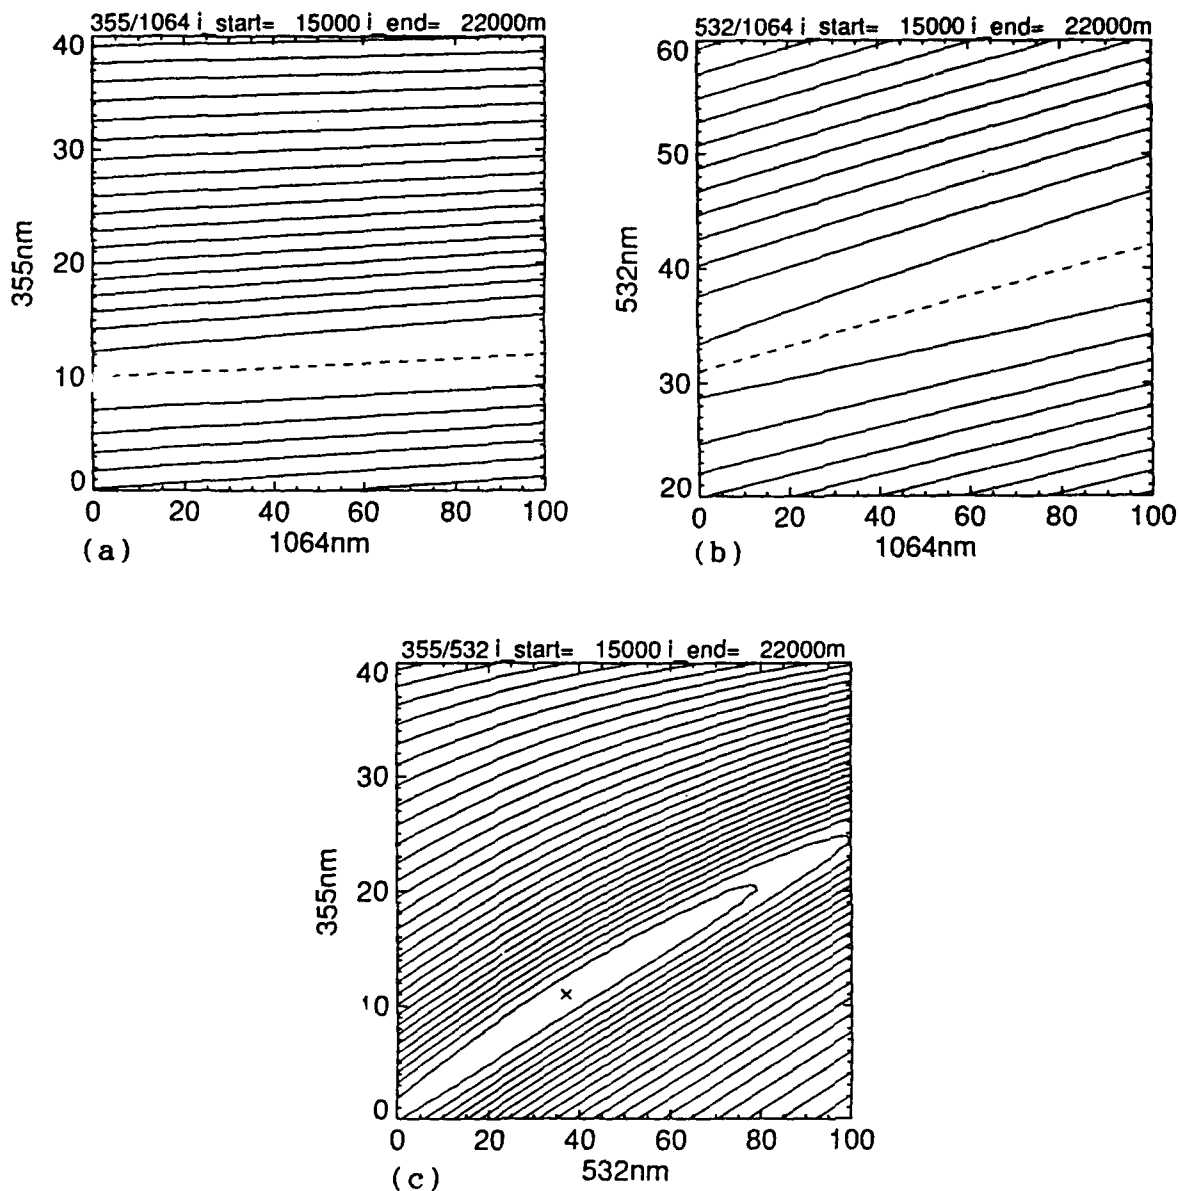 355/1064 i_start= 15000 i_end= 22000m
40
30
20
10
0
355nm
0 20 40 60 80 100
1064nm
(a)
532/1064 i_start= 15000 i_end= 22000m
60
50
40
30
20
532nm
0 20 40 60 80 100
1064nm
(b)
355/532 i_start= 15000 i_end= 22000m
40
30
20
10
0
355nm
×
0 20 40 60 80 100
532nm
(c)